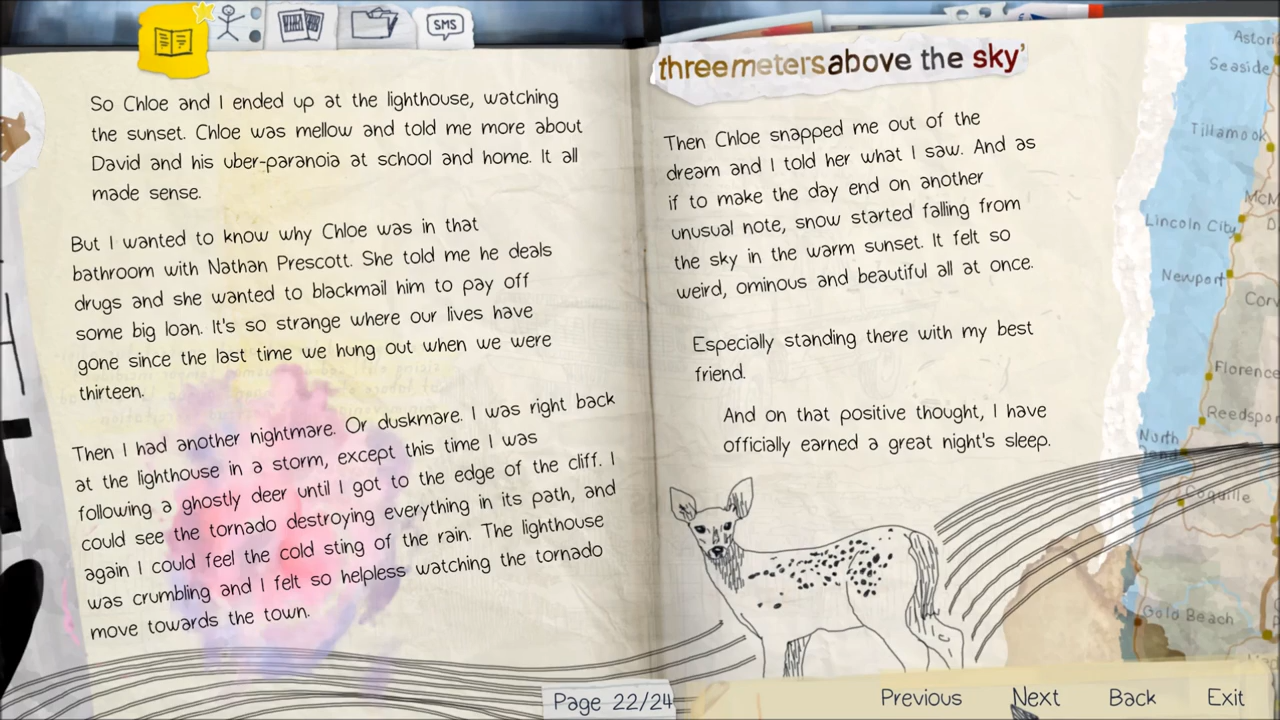 SMS
So Chloe and I ended up at the lighthouse, watching
the sunset. Chloe was mellow and told me more about
David and his uber-paranoia at school and home. It all
made sense.
But I wanted to know why Chloe was in that
bathroom with Nathan Prescott. She told me he deals
drugs and she wanted to blackmail him to pay off
some big loan. It's so strange where our lives have
gone since the last time we hung out when we were
thirteen.
Then I had another nightmare. Or duskmare. I was right back
at the lighthouse in a storm, except this time I was
following a ghostly deer until I got to the edge of the cliff. I
could see the tornado destroying everything in its path, and
again I could feel the cold sting of the rain. The lighthouse
was crumbling and I felt so helpless watching the tornado
move towards the town.
threemetersabove the sky'
Then Chloe snapped me out of the
dream and I told her what I saw. And as
if to make the day end on another
unusual note, snow started falling from
the sky in the warm sunset. It felt so
weird, ominous and beautiful all at once.
Especially standing there with my best
friend.
And on that positive thought, I have
officially earned a great night's sleep.
Seaside
Tillamook
Lincoln City
Newport
Florence
North
Coquille
Gold Beach
Page 22/24
Previous Next Back Exit